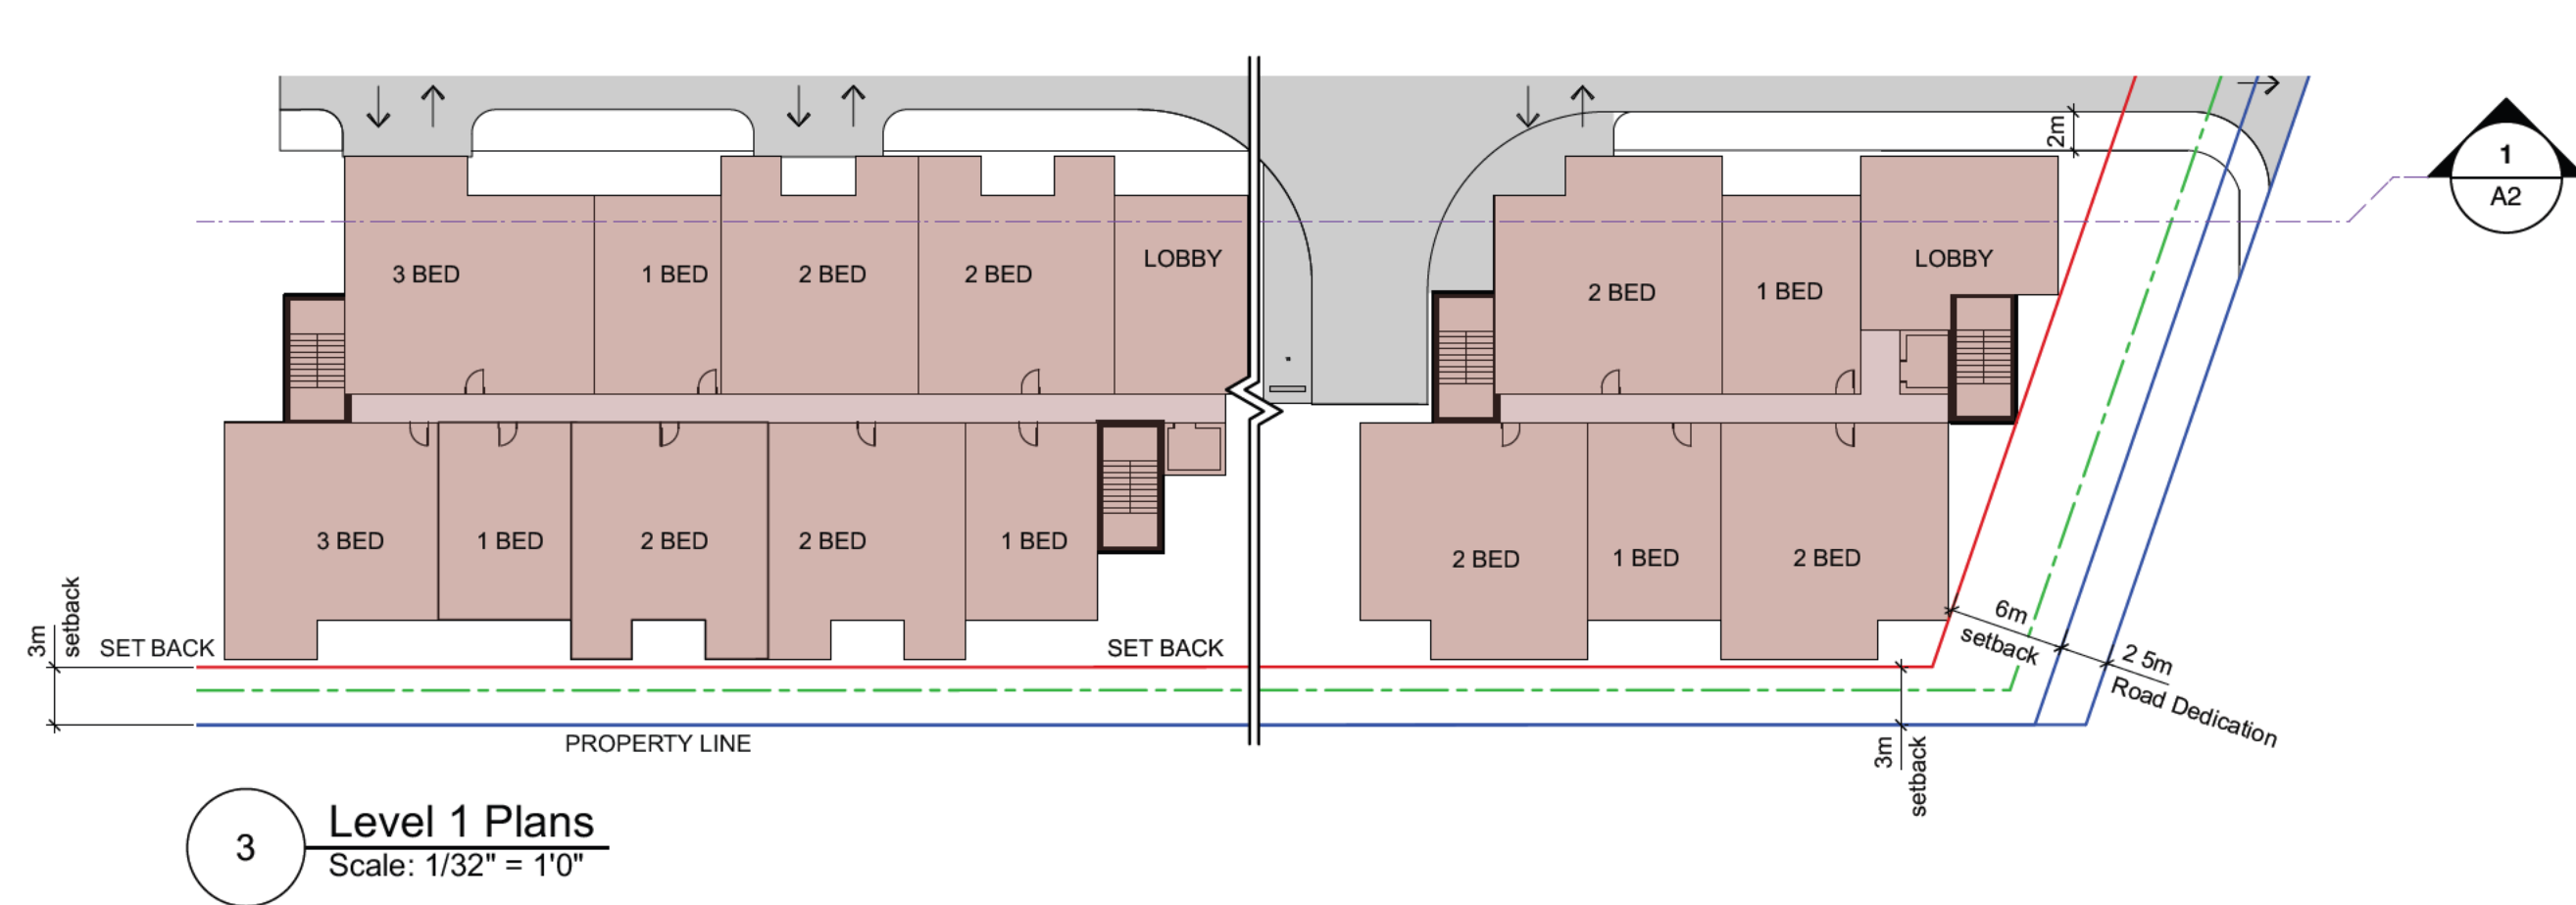 2m
1
A2
3 BED
1 BED
2 BED
2 BED
LOBBY
2 BED
1 BED
LOBBY
3 BED
1 BED
2 BED
2 BED
1 BED
2 BED
1 BED
2 BED
3m
setback
SET BACK
SET BACK
6m
setback
2 5m
Road Dedication
PROPERTY LINE
3m
setback
3
Level 1 Plans
Scale: 1/32" = 1'0"